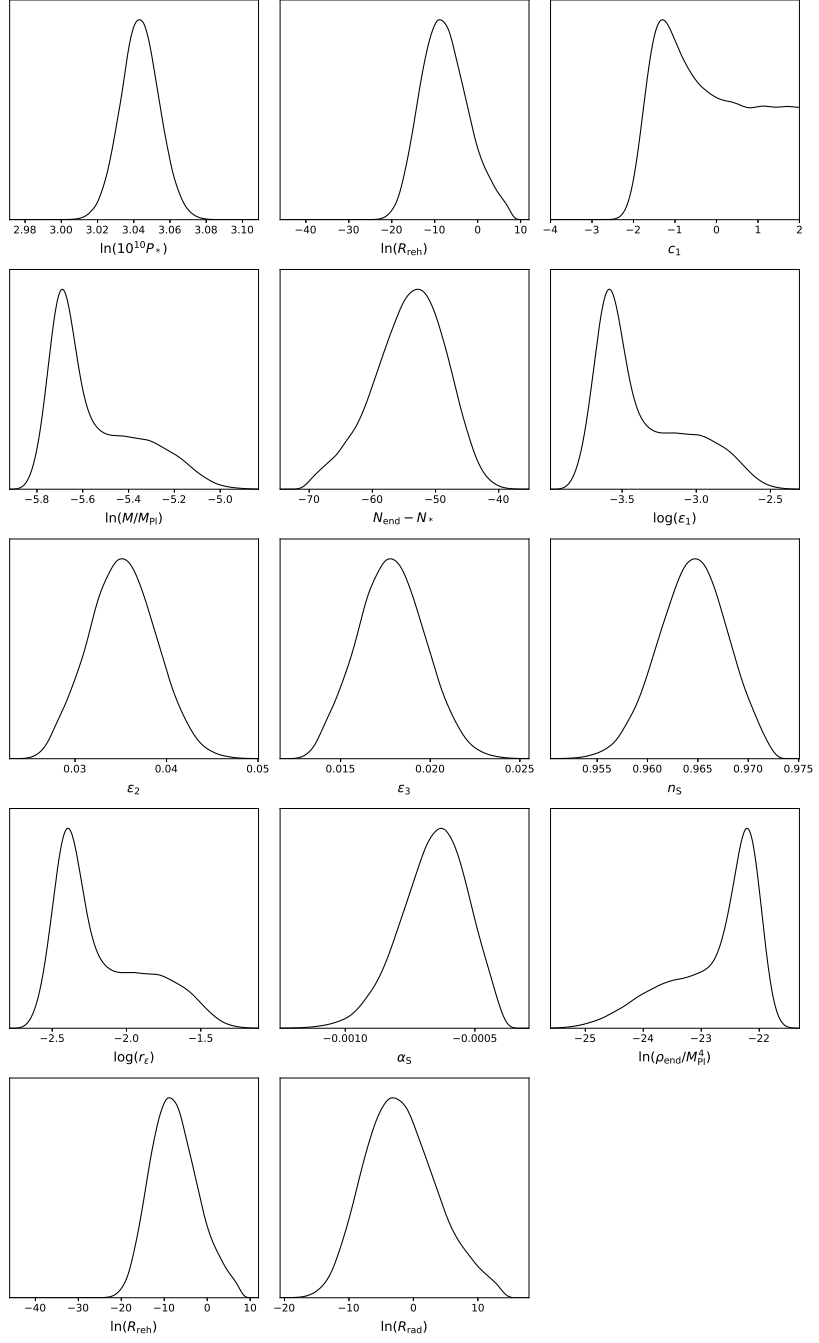 2.98 3.00 3.02 3.04 3.06 3.08 3.10
ln(10¹⁰P*)
−40 −30 −20 −10 0 10
ln(R_reh)
−4 −3 −2 −1 0 1 2
c₁
−5.8 −5.6 −5.4 −5.2 −5.0
ln(M/M_Pl)
−70 −60 −50 −40
N_end − N*
−3.5 −3.0 −2.5
log(ε₁)
0.03 0.04 0.05
ε₂
0.015 0.020 0.025
ε₃
0.955 0.960 0.965 0.970 0.975
n_S
−2.5 −2.0 −1.5
log(r_ε)
−0.0010 −0.0005
α_S
−25 −24 −23 −22
ln(ρ_end/M_Pl⁴)
−40 −30 −20 −10 0 10
ln(R_reh)
−20 −10 0 10
ln(R_rad)